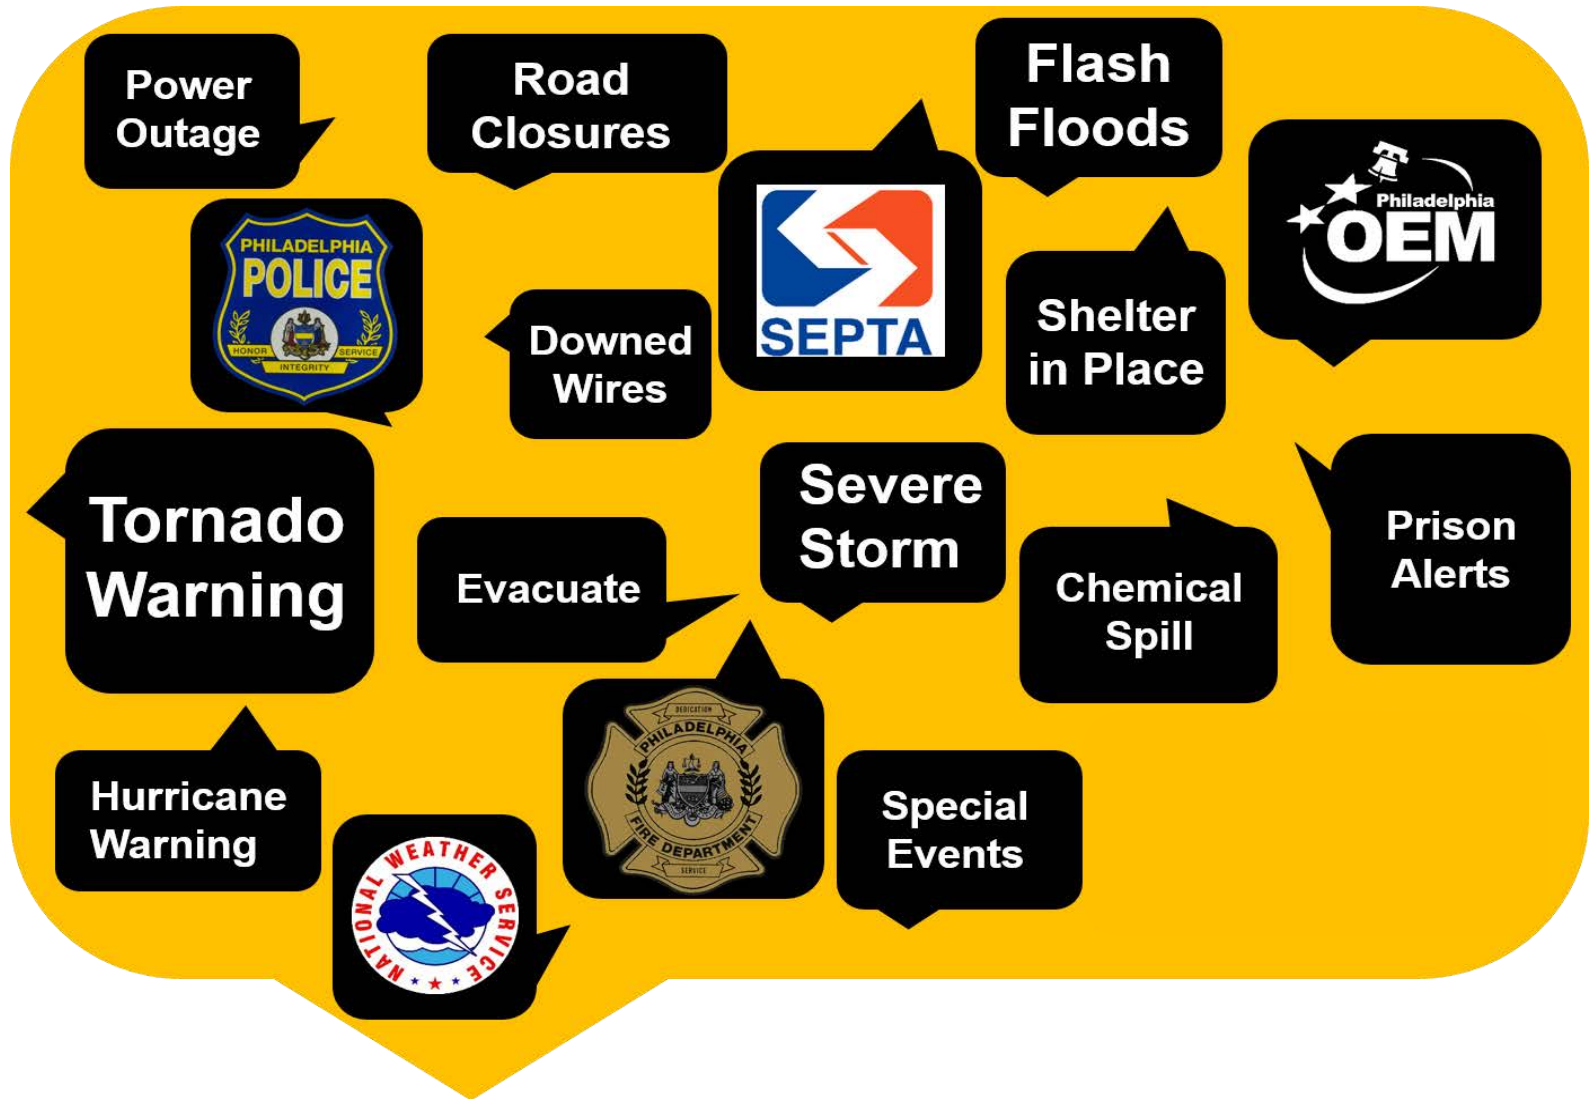 Power
Outage
Road
Closures
Flash
Floods
PHILADELPHIA
POLICE
HONOR
SERVICE
INTEGRITY
SEPTA
Philadelphia
OEM
Downed
Wires
Shelter
in Place
Tornado
Warning
Evacuate
Severe
Storm
Chemical
Spill
Prison
Alerts
Hurricane
Warning
NATIONAL WEATHER SERVICE
DEDICATION
PHILADELPHIA
FIRE DEPARTMENT
SERVICE
Special
Events